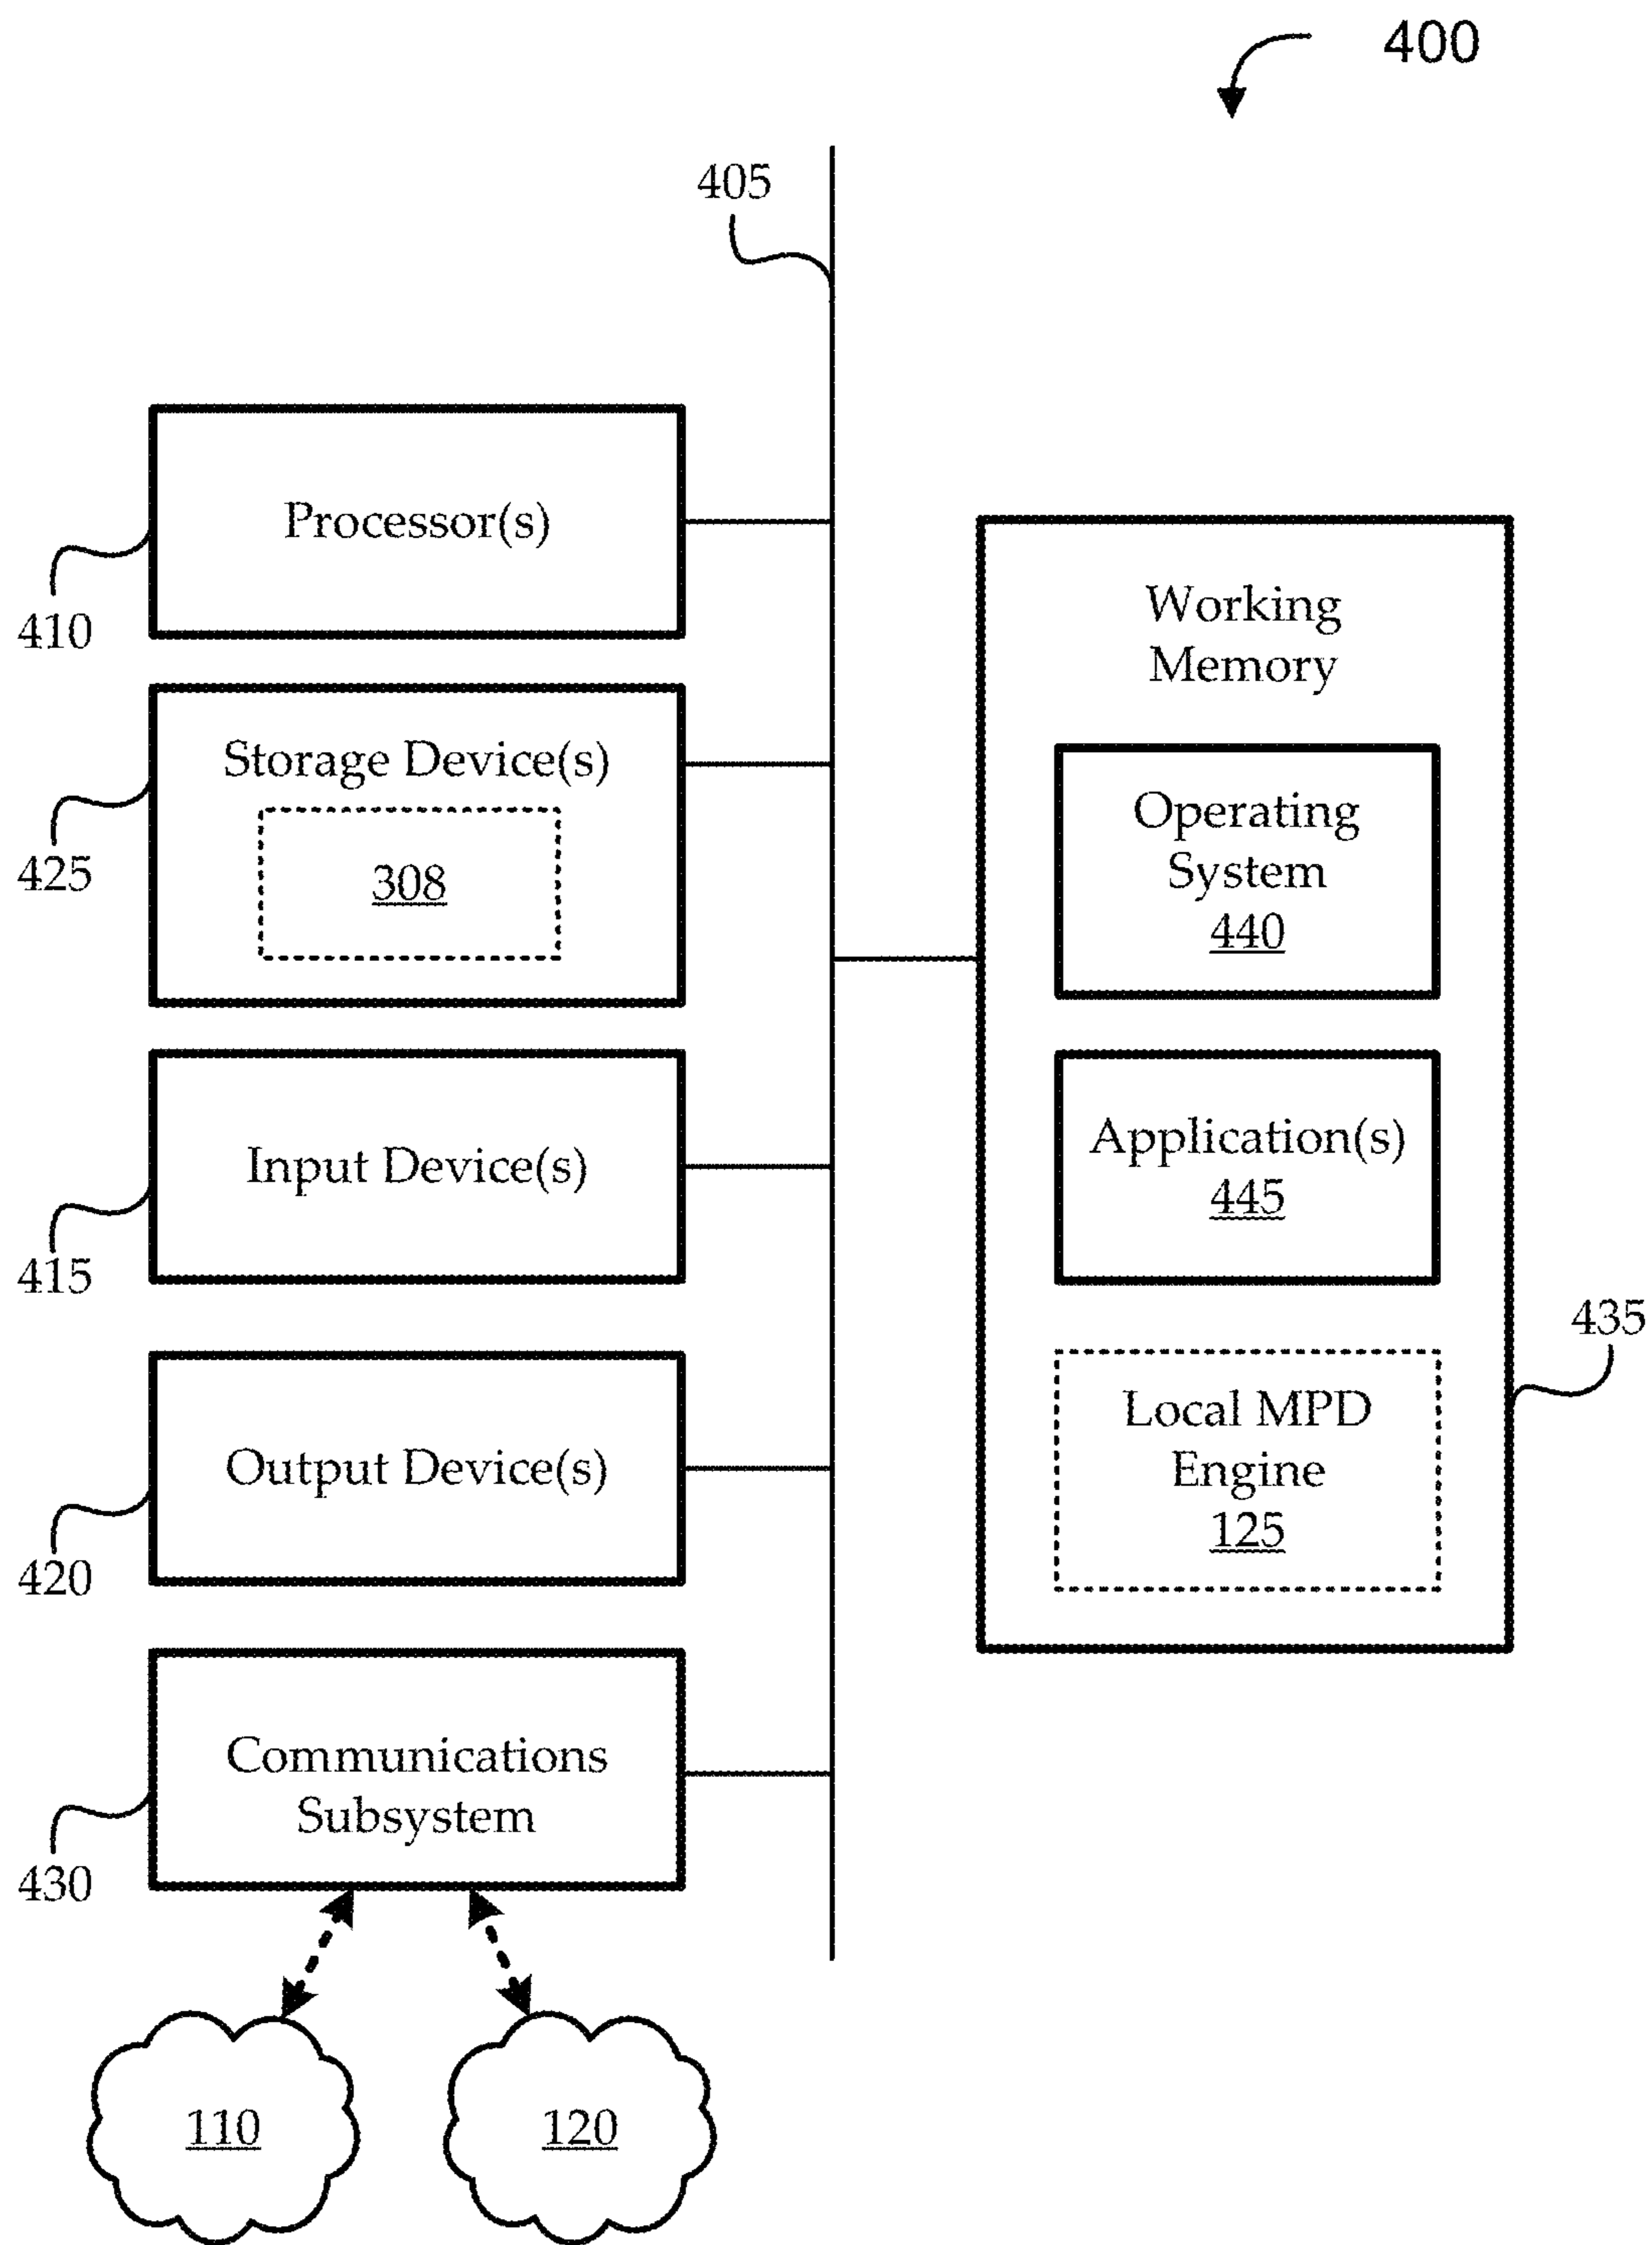 400
405
Processor(s)
410
Storage Device(s)
308
425
Input Device(s)
415
Output Device(s)
420
Communications
Subsystem
430
110
120
Working
Memory
Operating
System
440
Application(s)
445
Local MPD
Engine
125
435